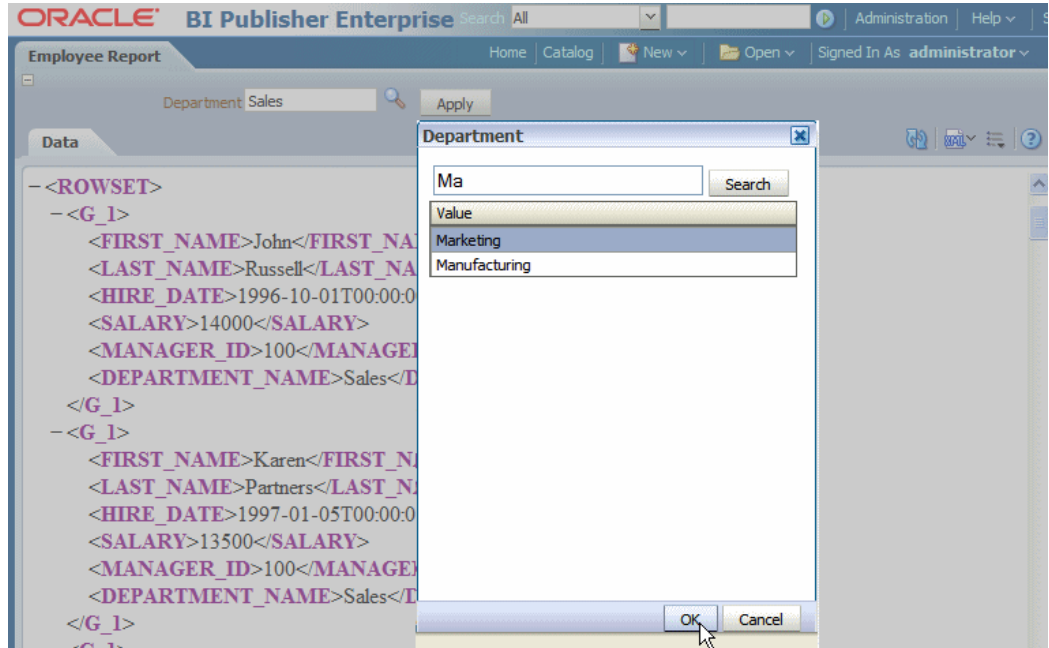 ORACLE' BI Publisher Enterprise Search All Administration Help
Employee Report Home Catalog New Open Signed In As administrator
Department Sales Apply
Data
Department
Ma Search
Value
Marketing
Manufacturing
OK Cancel
−<ROWSET>
−<G_1>
<FIRST_NAME>John</FIRST_NA
<LAST_NAME>Russell</LAST_NA
<HIRE_DATE>1996-10-01T00:00:0
<SALARY>14000</SALARY>
<MANAGER_ID>100</MANAGE
<DEPARTMENT_NAME>Sales</D
</G_1>
−<G_1>
<FIRST_NAME>Karen</FIRST_N
<LAST_NAME>Partners</LAST_N
<HIRE_DATE>1997-01-05T00:00:0
<SALARY>13500</SALARY>
<MANAGER_ID>100</MANAGE
<DEPARTMENT_NAME>Sales</D
</G_1>